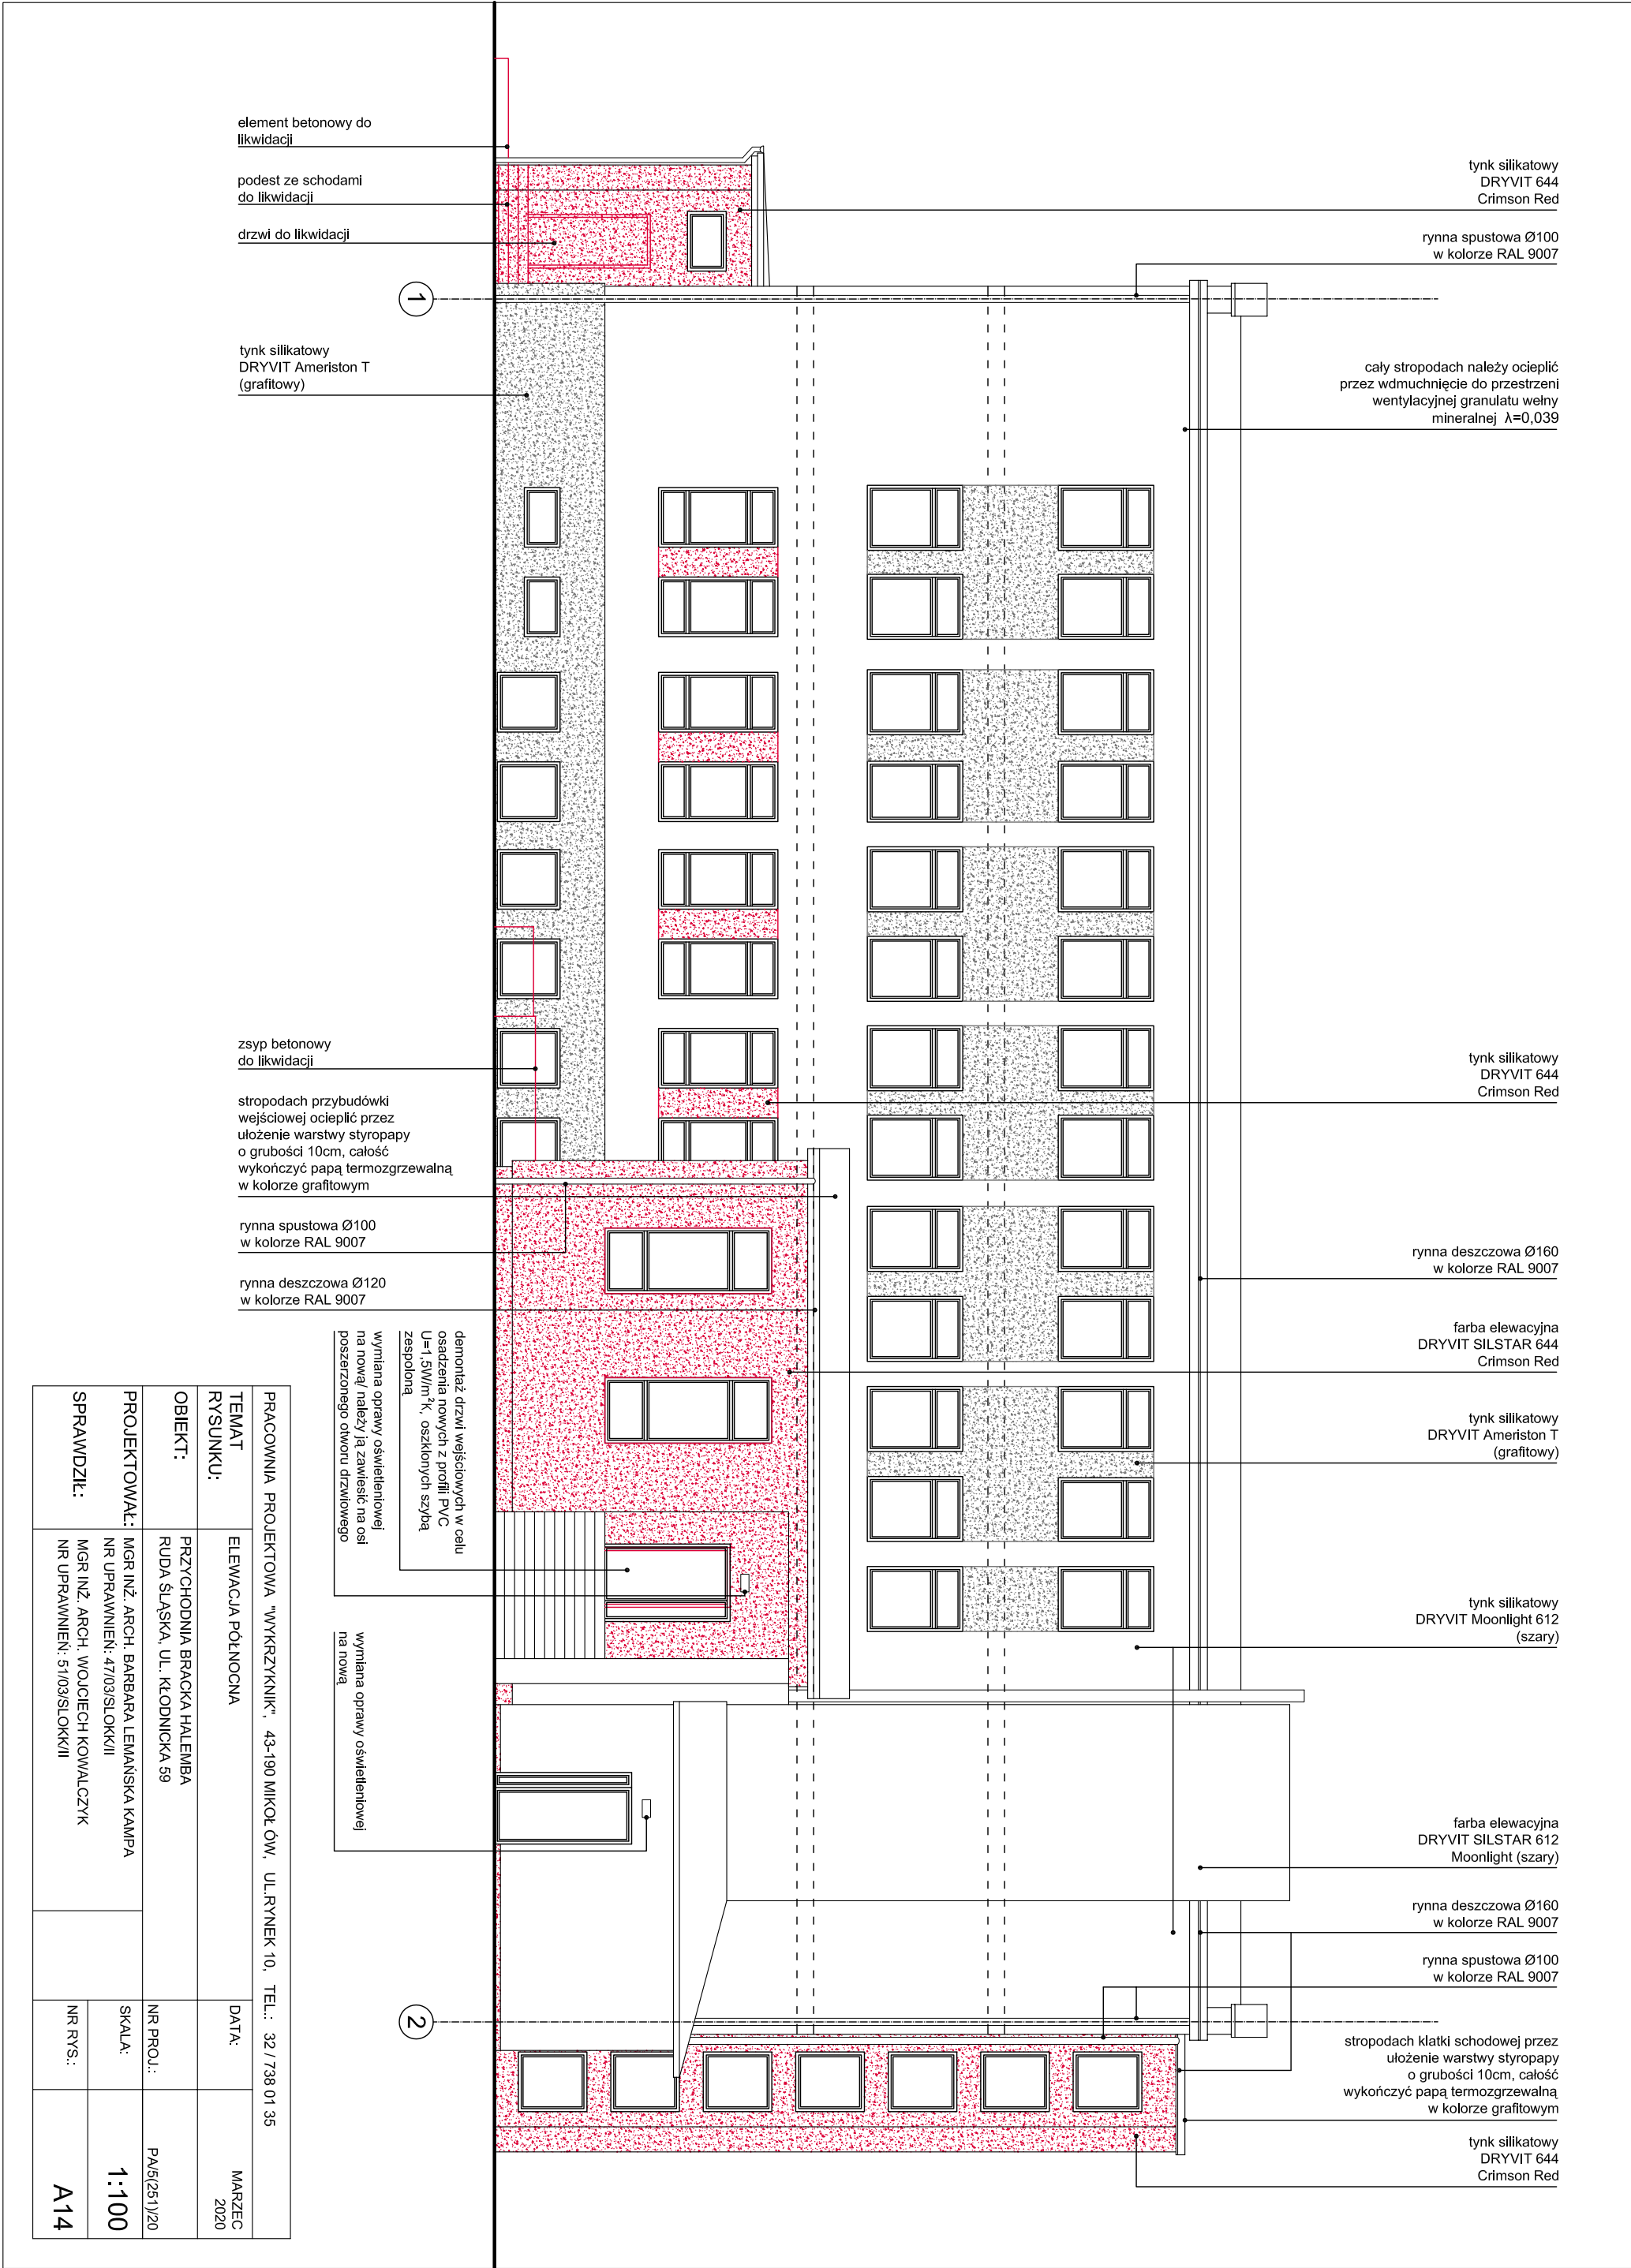 element betonowy do
likwidacji
podest ze schodami
do likwidacji
drzwi do likwidacji
1
tynk silikatowy
DRYVIT Ameriston T
(grafitowy)
zsyp betonowy
do likwidacji
stropodach przybudówki
wejściowej ocieplić przez
ułożenie warstwy styropapy
o grubości 10cm, całość
wykończyć papą termozgrzewalną
w kolorze grafitowym
rynna spustowa Ø100
w kolorze RAL 9007
rynna deszczowa Ø120
w kolorze RAL 9007
tynk silikatowy
DRYVIT 644
Crimson Red
rynna spustowa Ø100
w kolorze RAL 9007
cały stropodach należy ocieplić
przez wdmuchnięcie do przestrzeni
wentylacyjnej granulatu wełny
mineralnej λ=0,039
tynk silikatowy
DRYVIT 644
Crimson Red
rynna deszczowa Ø160
w kolorze RAL 9007
farba elewacyjna
DRYVIT SILSTAR 644
Crimson Red
tynk silikatowy
DRYVIT Ameriston T
(grafitowy)
tynk silikatowy
DRYVIT Moonlight 612
(szary)
farba elewacyjna
DRYVIT SILSTAR 612
Moonlight (szary)
rynna deszczowa Ø160
w kolorze RAL 9007
rynna spustowa Ø100
w kolorze RAL 9007
stropodach klatki schodowej przez
ułożenie warstwy styropapy
o grubości 10cm, całość
wykończyć papą termozgrzewalną
w kolorze grafitowym
tynk silikatowy
DRYVIT 644
Crimson Red
2
demontaż drzwi wejściowych w celu
osadzenia nowych z profili PVC
U=1,5W/m²K, oszklonych szybą
zespoloną
wymiana oprawy oświetleniowej
na nową/ należy ją zawiesić na osi
poszerzonego otworu drzwiowego
wymiana oprawy oświetleniowej
na nową
PRACOWNIA PROJEKTOWA "WYKRZYKNIK", 43-190 MIKOŁÓW, UL.RYNEK 10, TEL.: 32 / 738 01 35
TEMAT
RYSUNKU:
ELEWACJA PÓŁNOCNA
DATA:
MARZEC
2020
OBIEKT:
PRZYCHODNIA BRACKA HALEMBA
RUDA ŚLĄSKA, UL. KŁODNICKA 59
NR PROJ.:
PA/5(251)/20
PROJEKTOWAŁ:
MGR INŻ. ARCH. BARBARA LEMAŃSKA KAMPA
NR UPRAWNIEŃ: 47/03/SLOKK/II
SKALA:
1:100
SPRAWDZIŁ:
MGR INŻ. ARCH. WOJCIECH KOWALCZYK
NR UPRAWNIEŃ: 51/03/SLOKK/II
NR RYS.:
A14